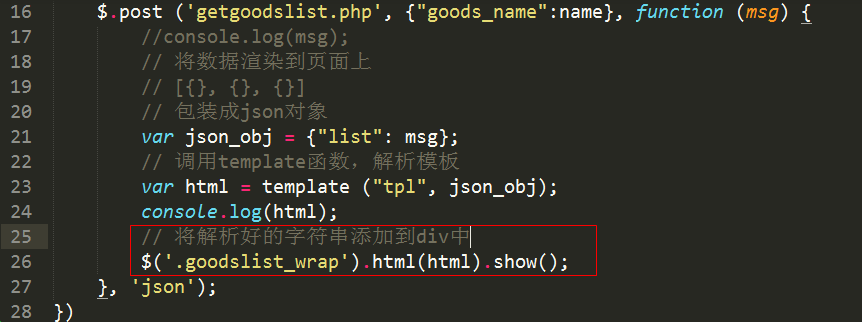 16 $.post ('getgoodslist.php', {"goods_name":name}, function (msg) {
17 //console.log(msg);
18 // 将数据渲染到页面上
19 // [{}, {}, {}]
20 // 包装成json对象
21 var json_obj = {"list": msg};
22 // 调用template函数，解析模板
23 var html = template ("tpl", json_obj);
24 console.log(html);
25 // 将解析好的字符串添加到div中
26 $('.goodslist_wrap').html(html).show();
27 }, 'json');
28 })